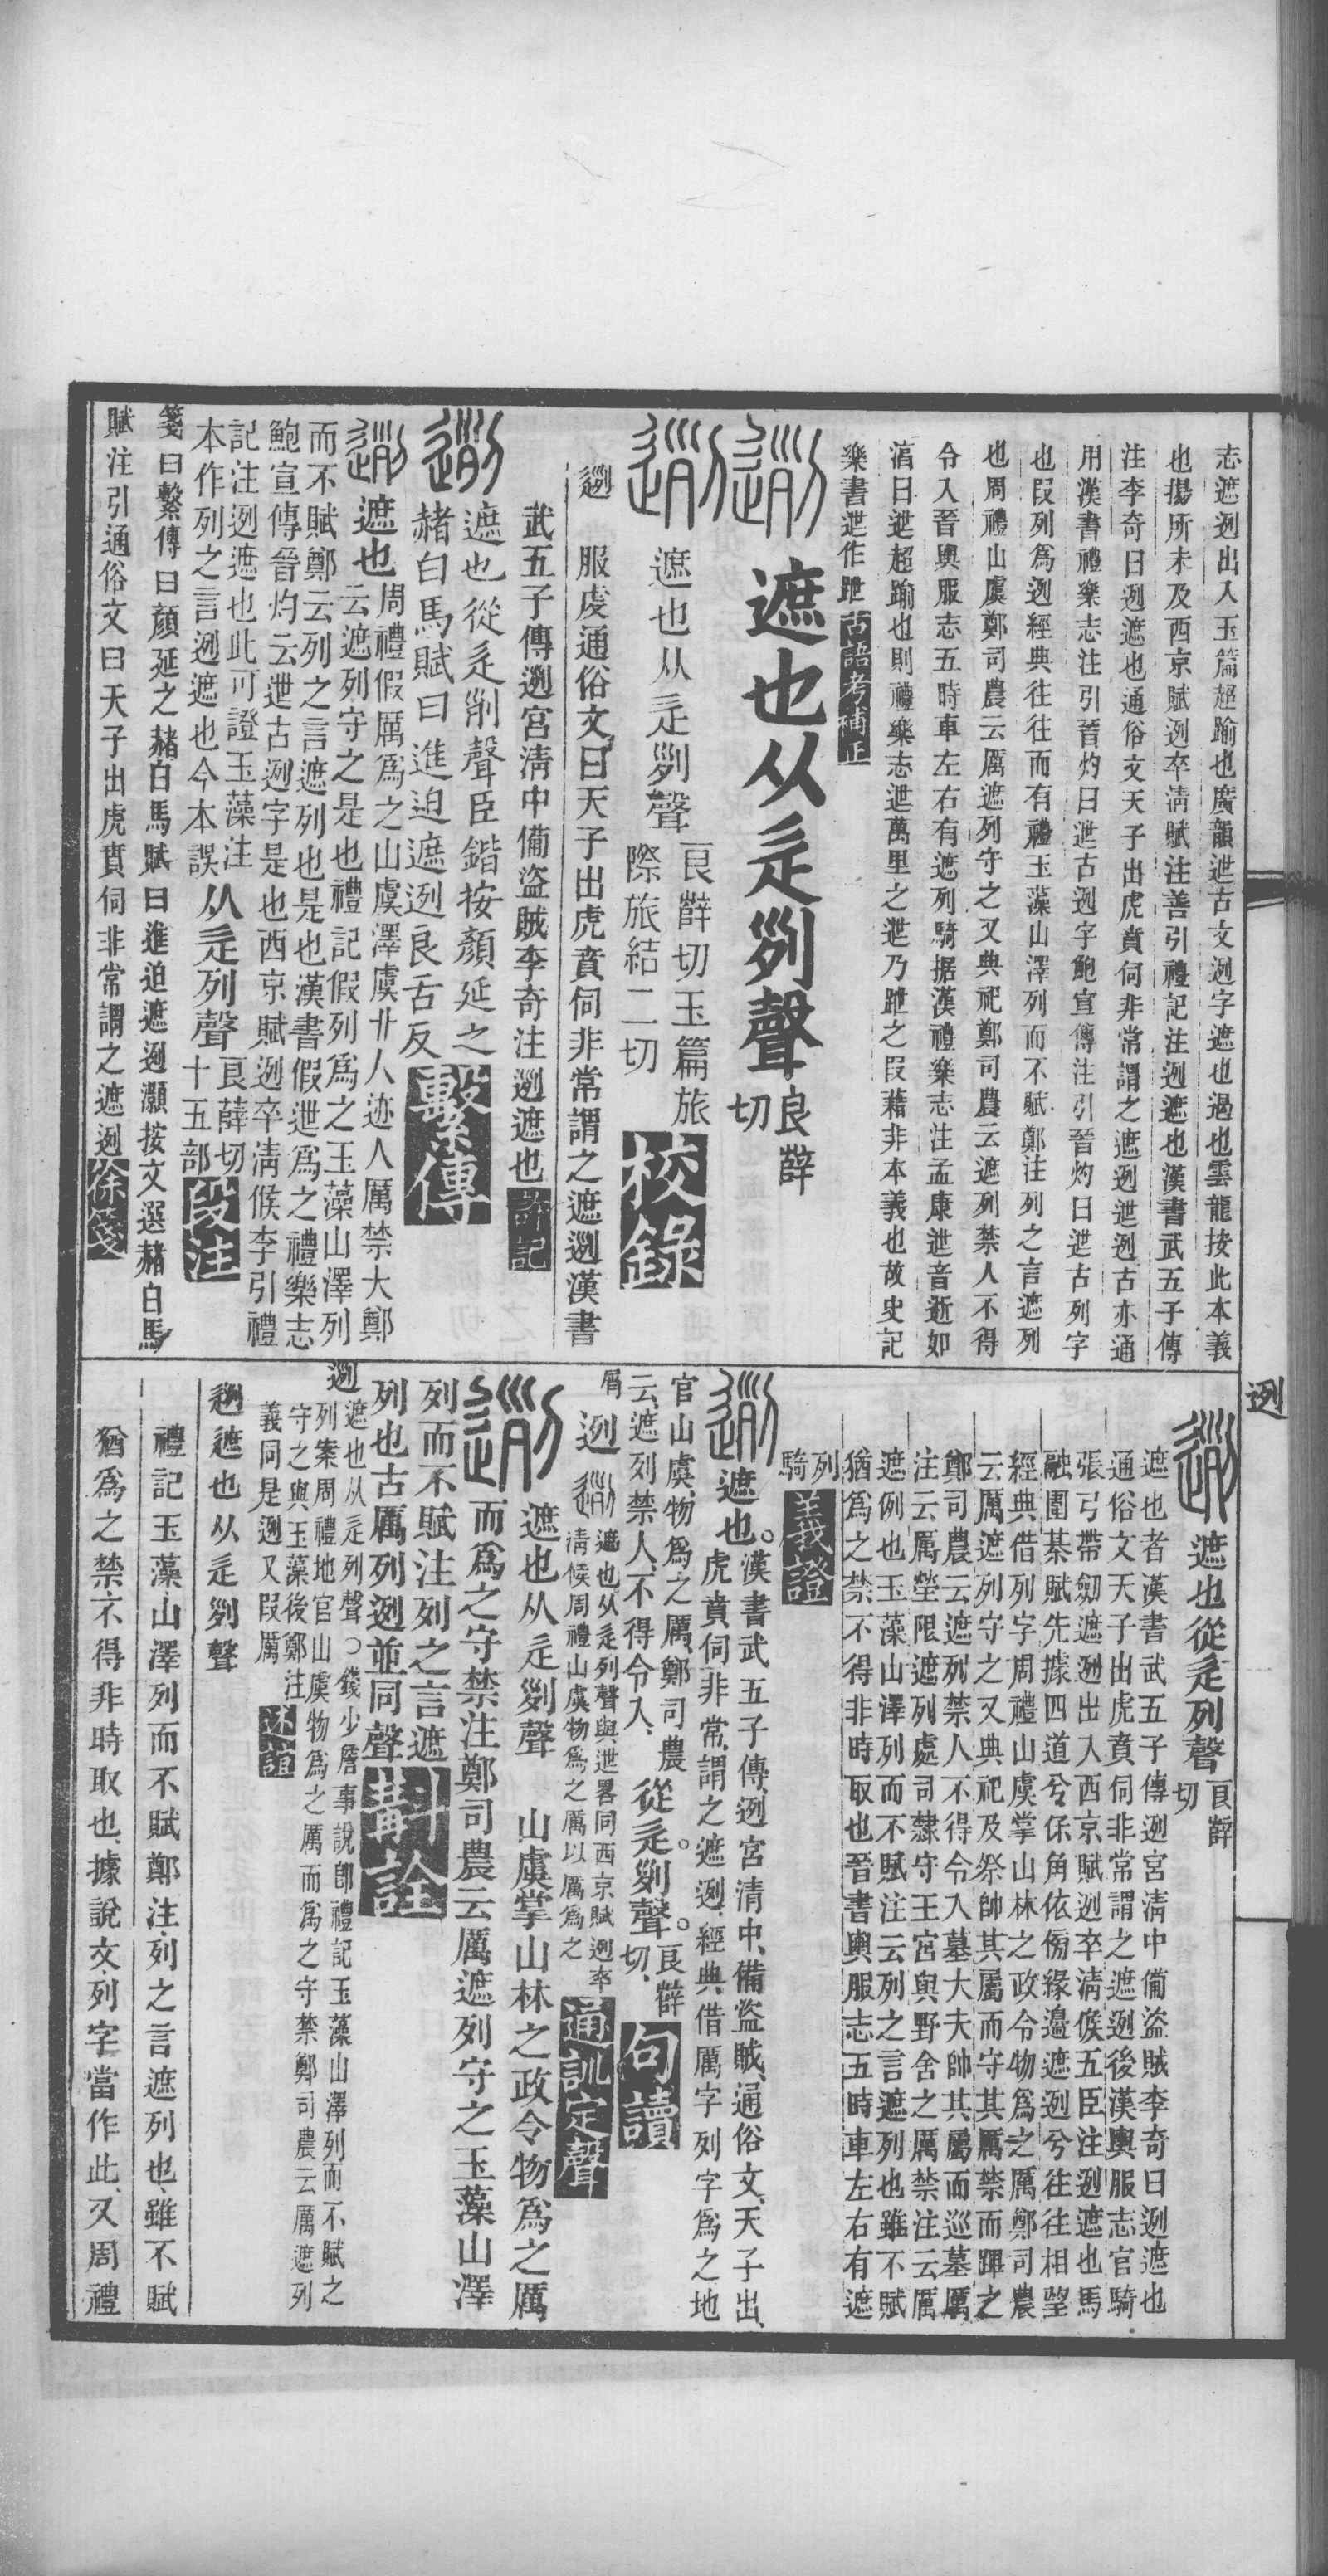 志遮迾出入玉篇超踰也廣韻迣古文迾字遮也過也雲龍按此本義
也揚所未及西京賦迾卒清賦注善引禮記注迾遮也漢書武五子傳
注李奇曰迾遮也通俗文天子出虎賁伺非常謂之遮迾迣迾古亦通
用漢書禮樂志注引晉灼曰迣古迾字鮑宣傳注引晉灼曰迣古列字
也叚列爲迾經典往往而有禮玉藻山澤列而不賦鄭注列之言遮列
也周禮山虞鄭司農云厲遮列守之又典祀鄭司農云遮列禁人不得
令入晉輿服志五時車左右有遮列騎据漢禮樂志注孟康迣音逝如
淳曰迣超踰也則禮樂志迣萬里之迣乃跇之叚藉非本義也故史記
樂書迣作跇古語考補正
遮也从辵𠛱聲良辥切
遮也从辵𠛱聲良辥切玉篇旅際旅結二切校錄
迾 服虔通俗文曰天子出虎賁伺非常謂之遮迾漢書
武五子傳迾宮淸中備盜賊李奇注迾遮也許記
遮也從辵𠛱聲臣鍇按顏延之
赭白馬賦曰進迫遮迾良舌反繫傳
遮也周禮假厲爲之山虞澤虞卝人迹人厲禁大鄭
云遮列守之是也禮記假列爲之玉藻山澤列
而不賦鄭云列之言遮列也是也漢書假迣爲之禮樂志
鮑宣傳晉灼云迣古迾字是也西京賦迾卒淸候李引禮
記注迾遮也此可證玉藻注
本作列之言迾遮也今本誤从辵列聲良薛切十五部段注
箋曰繫傳曰顏延之赭白馬賦曰進迫遮迾灝按文選赭白馬
賦注引通俗文曰天子出虎賁伺非常謂之遮迾徐箋
迾
遮也從辵列聲良辥切
遮也者漢書武五子傳迾宮淸中備盜賊李奇曰迾遮也
通俗文天子出虎賁伺非常謂之遮迾後漢輿服志官騎
張弓帶劒遮迾出入西京賦迾卒淸候五臣注迾遮也馬
融圍棊賦先據四道兮保角依傍緣邊遮迾兮往往相望
經典借列字周禮山虞掌山林之政令物爲之厲鄭司農
云厲遮列守之又典祀及祭帥其屬而守其厲禁而蹕之
鄭司農云遮列禁人不得令入墓大夫帥其屬而巡墓厲
注云厲塋限遮列處司隸守王宮與野舍之厲禁注云厲
遮例也玉藻山澤列而不賦注云列之言遮列也雖不賦
猶爲之禁不得非時取也晉書輿服志五時車左右有遮
列騎義證
遮也。漢書武五子傳、迾宮清中、備盜賊、通俗文、天子出、
虎賁伺非常、謂之遮迾、經典借厲字列字爲之、地
官山虞、物爲之厲、鄭司農
云、遮列禁人、不得令入、從辵。𠛱聲。良辥切、句讀
屑 迾 遮也从辵列聲與迣畧同西京賦迾卒
淸候周禮山虞物爲之厲以厲爲之通訓定聲
遮也从辵𠛱聲 山虞掌山林之政令物爲之厲
而爲之守禁注鄭司農云厲遮列守之玉藻山澤
列而不賦注列之言遮
列也古厲列迾並同聲斠詮
迾遮也从辵列聲○錢少詹事說卽禮記玉藻山澤列而不賦之
列案周禮地官山虞物爲之厲而爲之守禁鄭司農云厲遮列
守之與玉藻後鄭注
義同是迾又叚厲述誼
迾遮也从辵𠛱聲
禮記玉藻山澤列而不賦鄭注、列之言遮列也、雖不賦
猶爲之禁不得非時取也、據說文、列字當作此、又周禮